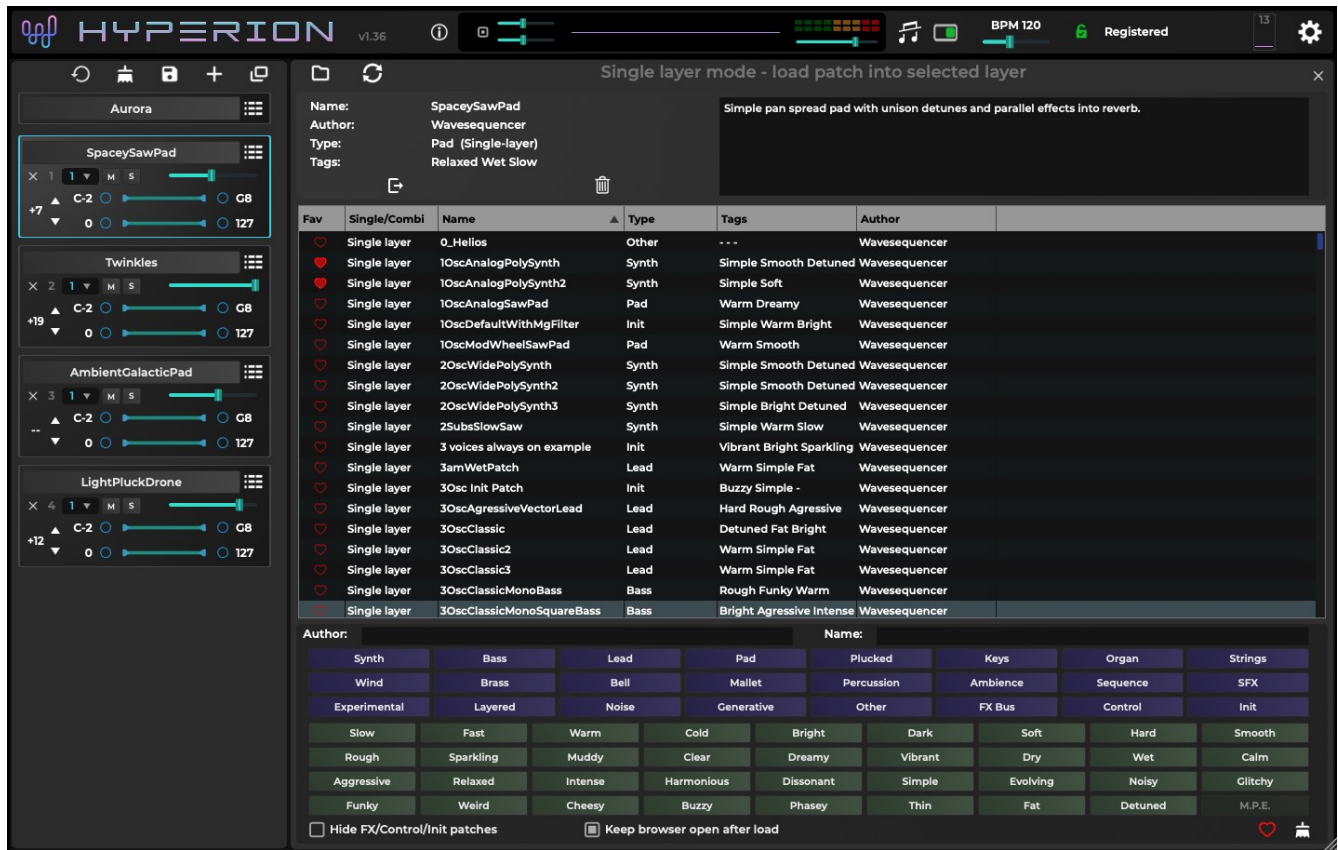 HYPERION v1.36 BPM 120 Registered 13
Aurora
SpaceySawPad
1 1 M S
+7 C-2 G8
0 127
Twinkles
2 1 M S
+19 C-2 G8
0 127
AmbientGalacticPad
3 1 M S
-- C-2 G8
0 127
LightPluckDrone
4 1 M S
+12 C-2 G8
0 127
Single layer mode - load patch into selected layer
Name: SpaceySawPad
Author: Wavesequencer
Type: Pad (Single-layer)
Tags: Relaxed Wet Slow
Simple pan spread pad with unison detunes and parallel effects into reverb.
Fav Single/Combi Name Type Tags Author
Single layer 0_Helios Other --- Wavesequencer
Single layer 1OscAnalogPolySynth Synth Simple Smooth Detuned Wavesequencer
Single layer 1OscAnalogPolySynth2 Synth Simple Soft Wavesequencer
Single layer 1OscAnalogSawPad Pad Warm Dreamy Wavesequencer
Single layer 1OscDefaultWithMgFilter Init Simple Warm Bright Wavesequencer
Single layer 1OscModWheelSawPad Pad Warm Smooth Wavesequencer
Single layer 2OscWidePolySynth Synth Simple Smooth Detuned Wavesequencer
Single layer 2OscWidePolySynth2 Synth Simple Smooth Detuned Wavesequencer
Single layer 2OscWidePolySynth3 Synth Simple Bright Detuned Wavesequencer
Single layer 2SubsSlowSaw Synth Simple Warm Slow Wavesequencer
Single layer 3 voices always on example Init Vibrant Bright Sparkling Wavesequencer
Single layer 3amWetPatch Lead Warm Simple Fat Wavesequencer
Single layer 3Osc Init Patch Init Buzzy Simple - Wavesequencer
Single layer 3OscAgressiveVectorLead Lead Hard Rough Agressive Wavesequencer
Single layer 3OscClassic Lead Detuned Fat Bright Wavesequencer
Single layer 3OscClassic2 Lead Warm Simple Fat Wavesequencer
Single layer 3OscClassic3 Lead Warm Simple Fat Wavesequencer
Single layer 3OscClassicMonoBass Bass Rough Funky Warm Wavesequencer
Single layer 3OscClassicMonoSquareBass Bass Bright Agressive Intense Wavesequencer
Author: Name:
Synth Bass Lead Pad Plucked Keys Organ Strings
Wind Brass Bell Mallet Percussion Ambience Sequence SFX
Experimental Layered Noise Generative Other FX Bus Control Init
Slow Fast Warm Cold Bright Dark Soft Hard Smooth
Rough Sparkling Muddy Clear Dreamy Vibrant Dry Wet Calm
Aggressive Relaxed Intense Harmonious Dissonant Simple Evolving Noisy Glitchy
Funky Weird Cheesy Buzzy Phasey Thin Fat Detuned M.P.E.
Hide FX/Control/Init patches Keep browser open after load